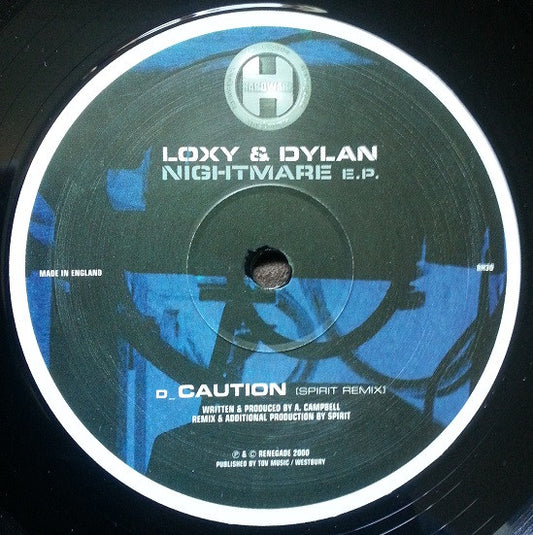 HARDWARE
H
LOXY & DYLAN
NIGHTMARE E.P.
MADE IN ENGLAND
D_CAUTION [SPIRIT REMIX]
WRITTEN & PRODUCED BY A. CAMPBELL
REMIX & ADDITIONAL PRODUCTION BY SPIRIT
℗ & © RENEGADE 2000
PUBLISHED BY TOV MUSIC / WESTBURY